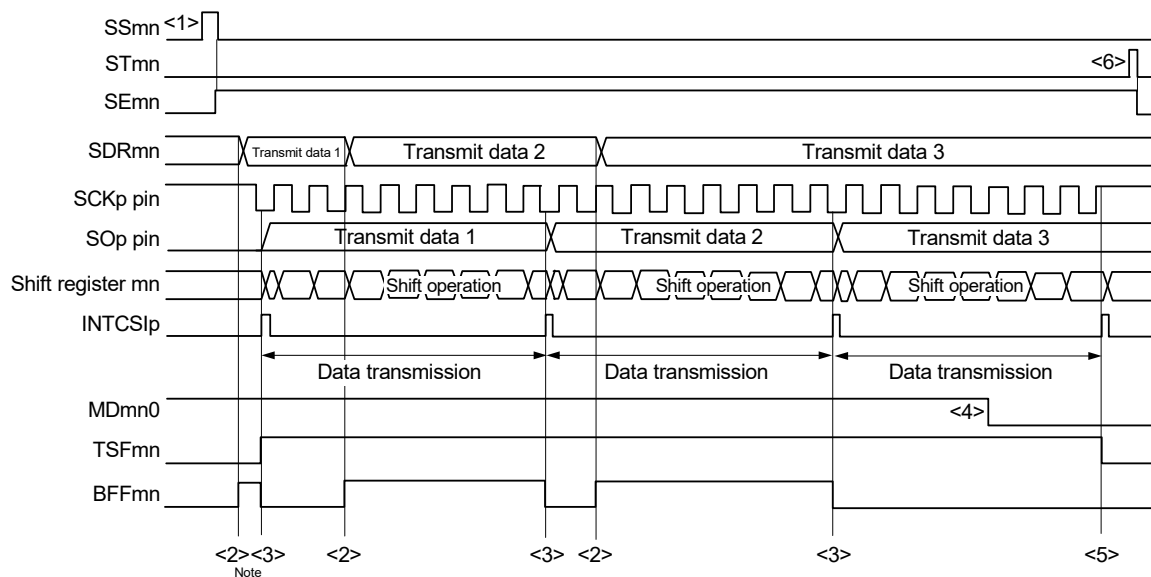 SSmn <1>
STmn <6>
SEmn
SDRmn Transmit data 1 Transmit data 2 Transmit data 3
SCKp pin
SOp pin Transmit data 1 Transmit data 2 Transmit data 3
Shift register mn Shift operation Shift operation Shift operation
INTCSIp
Data transmission Data transmission Data transmission
MDmn0 <4>
TSFmn
BFFmn
<2> <3> <2> <3> <2> <3> <5>
Note